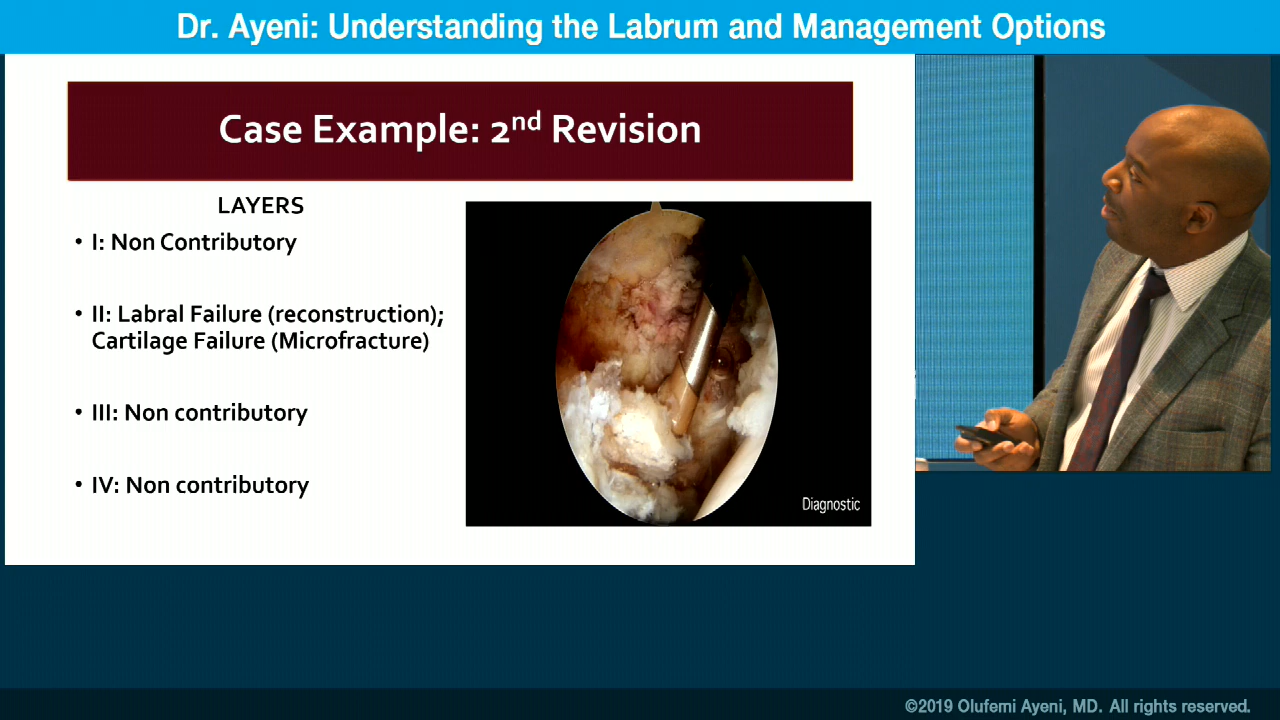 Dr. Ayeni: Understanding the Labrum and Management Options
Case Example: 2nd Revision
LAYERS
• I: Non Contributory
• II: Labral Failure (reconstruction);
Cartilage Failure (Microfracture)
• III: Non contributory
• IV: Non contributory
Diagnostic
©2019 Olufemi Ayeni, MD. All rights reserved.